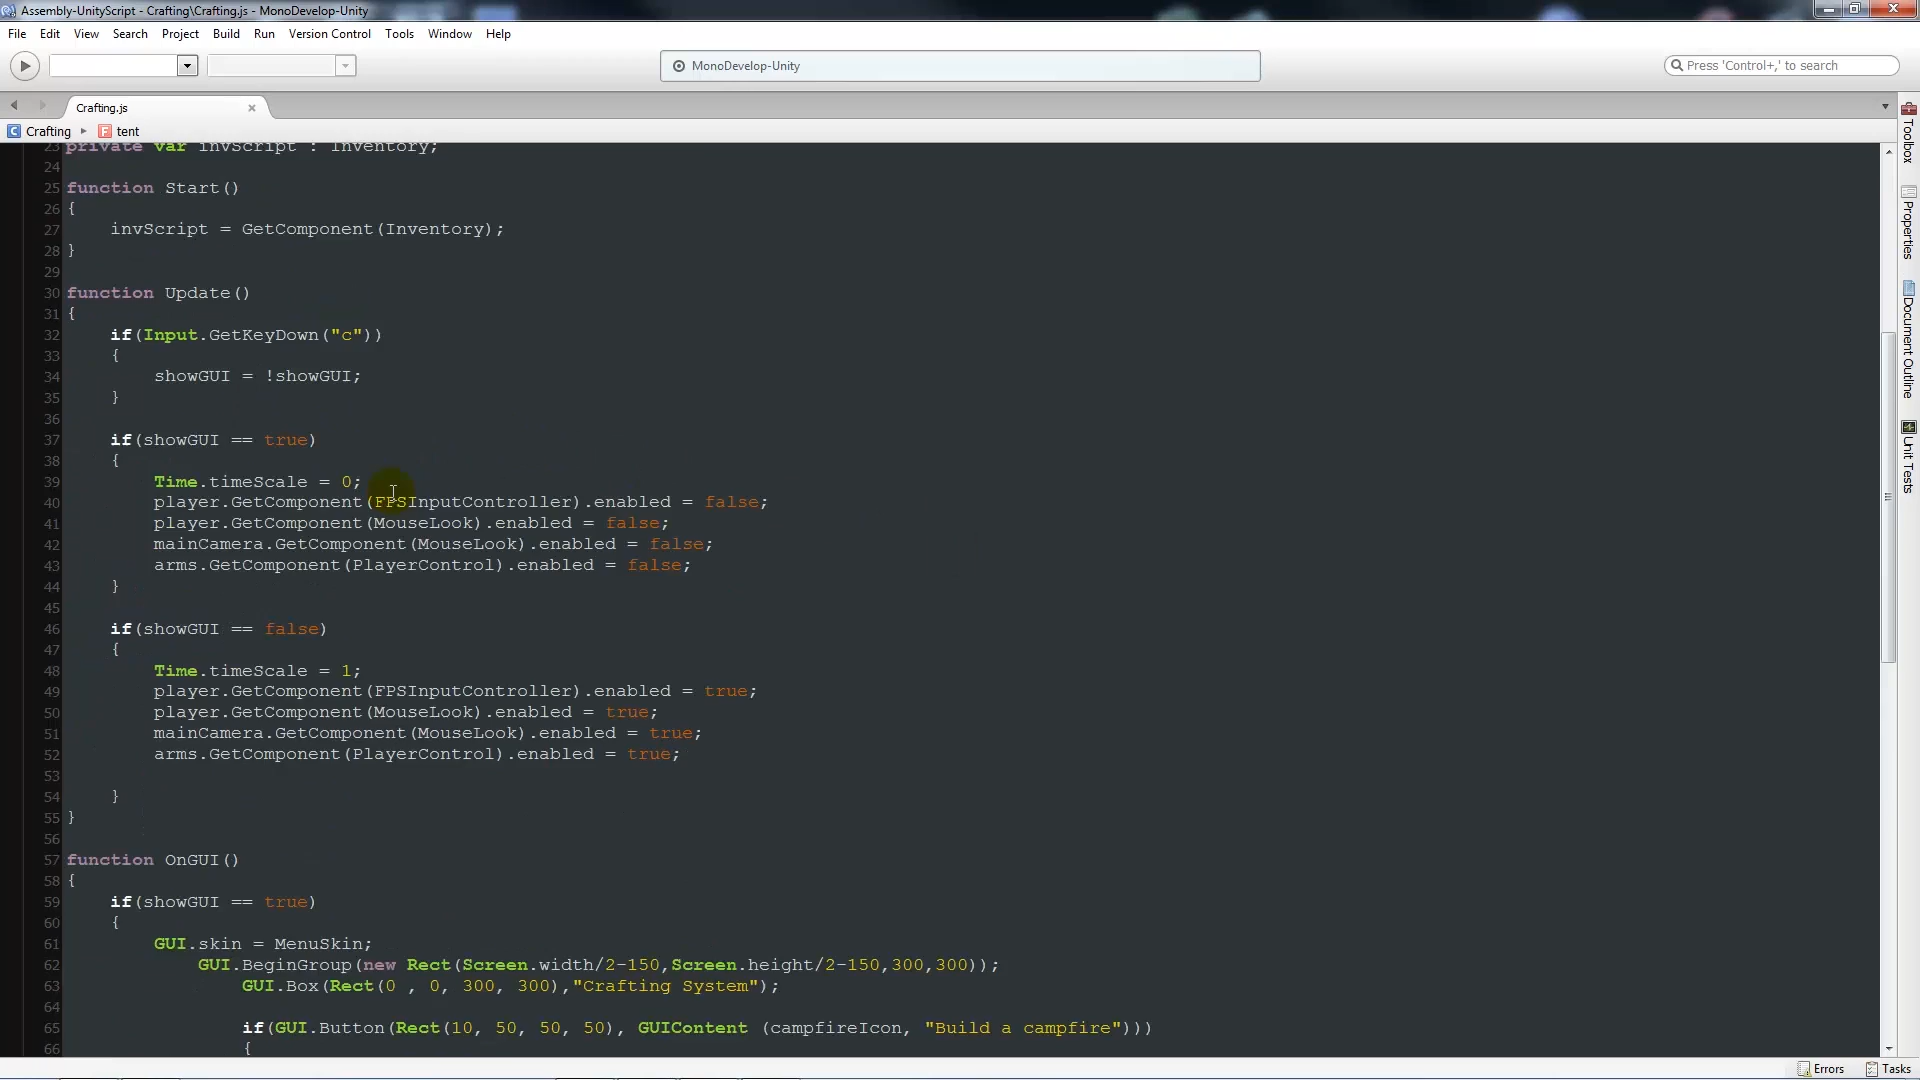 Assembly-UnityScript - Crafting\Crafting.js - MonoDevelop-Unity
File Edit View Search Project Build Run Version Control Tools Window Help
MonoDevelop-Unity
Press 'Control+,' to search
Crafting.js
Crafting tent
23 private var invScript : Inventory;
24
25 function Start()
26 {
27 invScript = GetComponent(Inventory);
28 }
29
30 function Update()
31 {
32 if(Input.GetKeyDown("c"))
33 {
34 showGUI = !showGUI;
35 }
36
37 if(showGUI == true)
38 {
39 Time.timeScale = 0;
40 player.GetComponent(FPSInputController).enabled = false;
41 player.GetComponent(MouseLook).enabled = false;
42 mainCamera.GetComponent(MouseLook).enabled = false;
43 arms.GetComponent(PlayerControl).enabled = false;
44 }
45
46 if(showGUI == false)
47 {
48 Time.timeScale = 1;
49 player.GetComponent(FPSInputController).enabled = true;
50 player.GetComponent(MouseLook).enabled = true;
51 mainCamera.GetComponent(MouseLook).enabled = true;
52 arms.GetComponent(PlayerControl).enabled = true;
53
54 }
55 }
56
57 function OnGUI()
58 {
59 if(showGUI == true)
60 {
61 GUI.skin = MenuSkin;
62 GUI.BeginGroup(new Rect(Screen.width/2-150,Screen.height/2-150,300,300));
63 GUI.Box(Rect(0 , 0, 300, 300),"Crafting System");
64
65 if(GUI.Button(Rect(10, 50, 50, 50), GUIContent (campfireIcon, "Build a campfire")))
66 {
Toolbox
Properties
Document Outline
Unit Tests
Errors Tasks